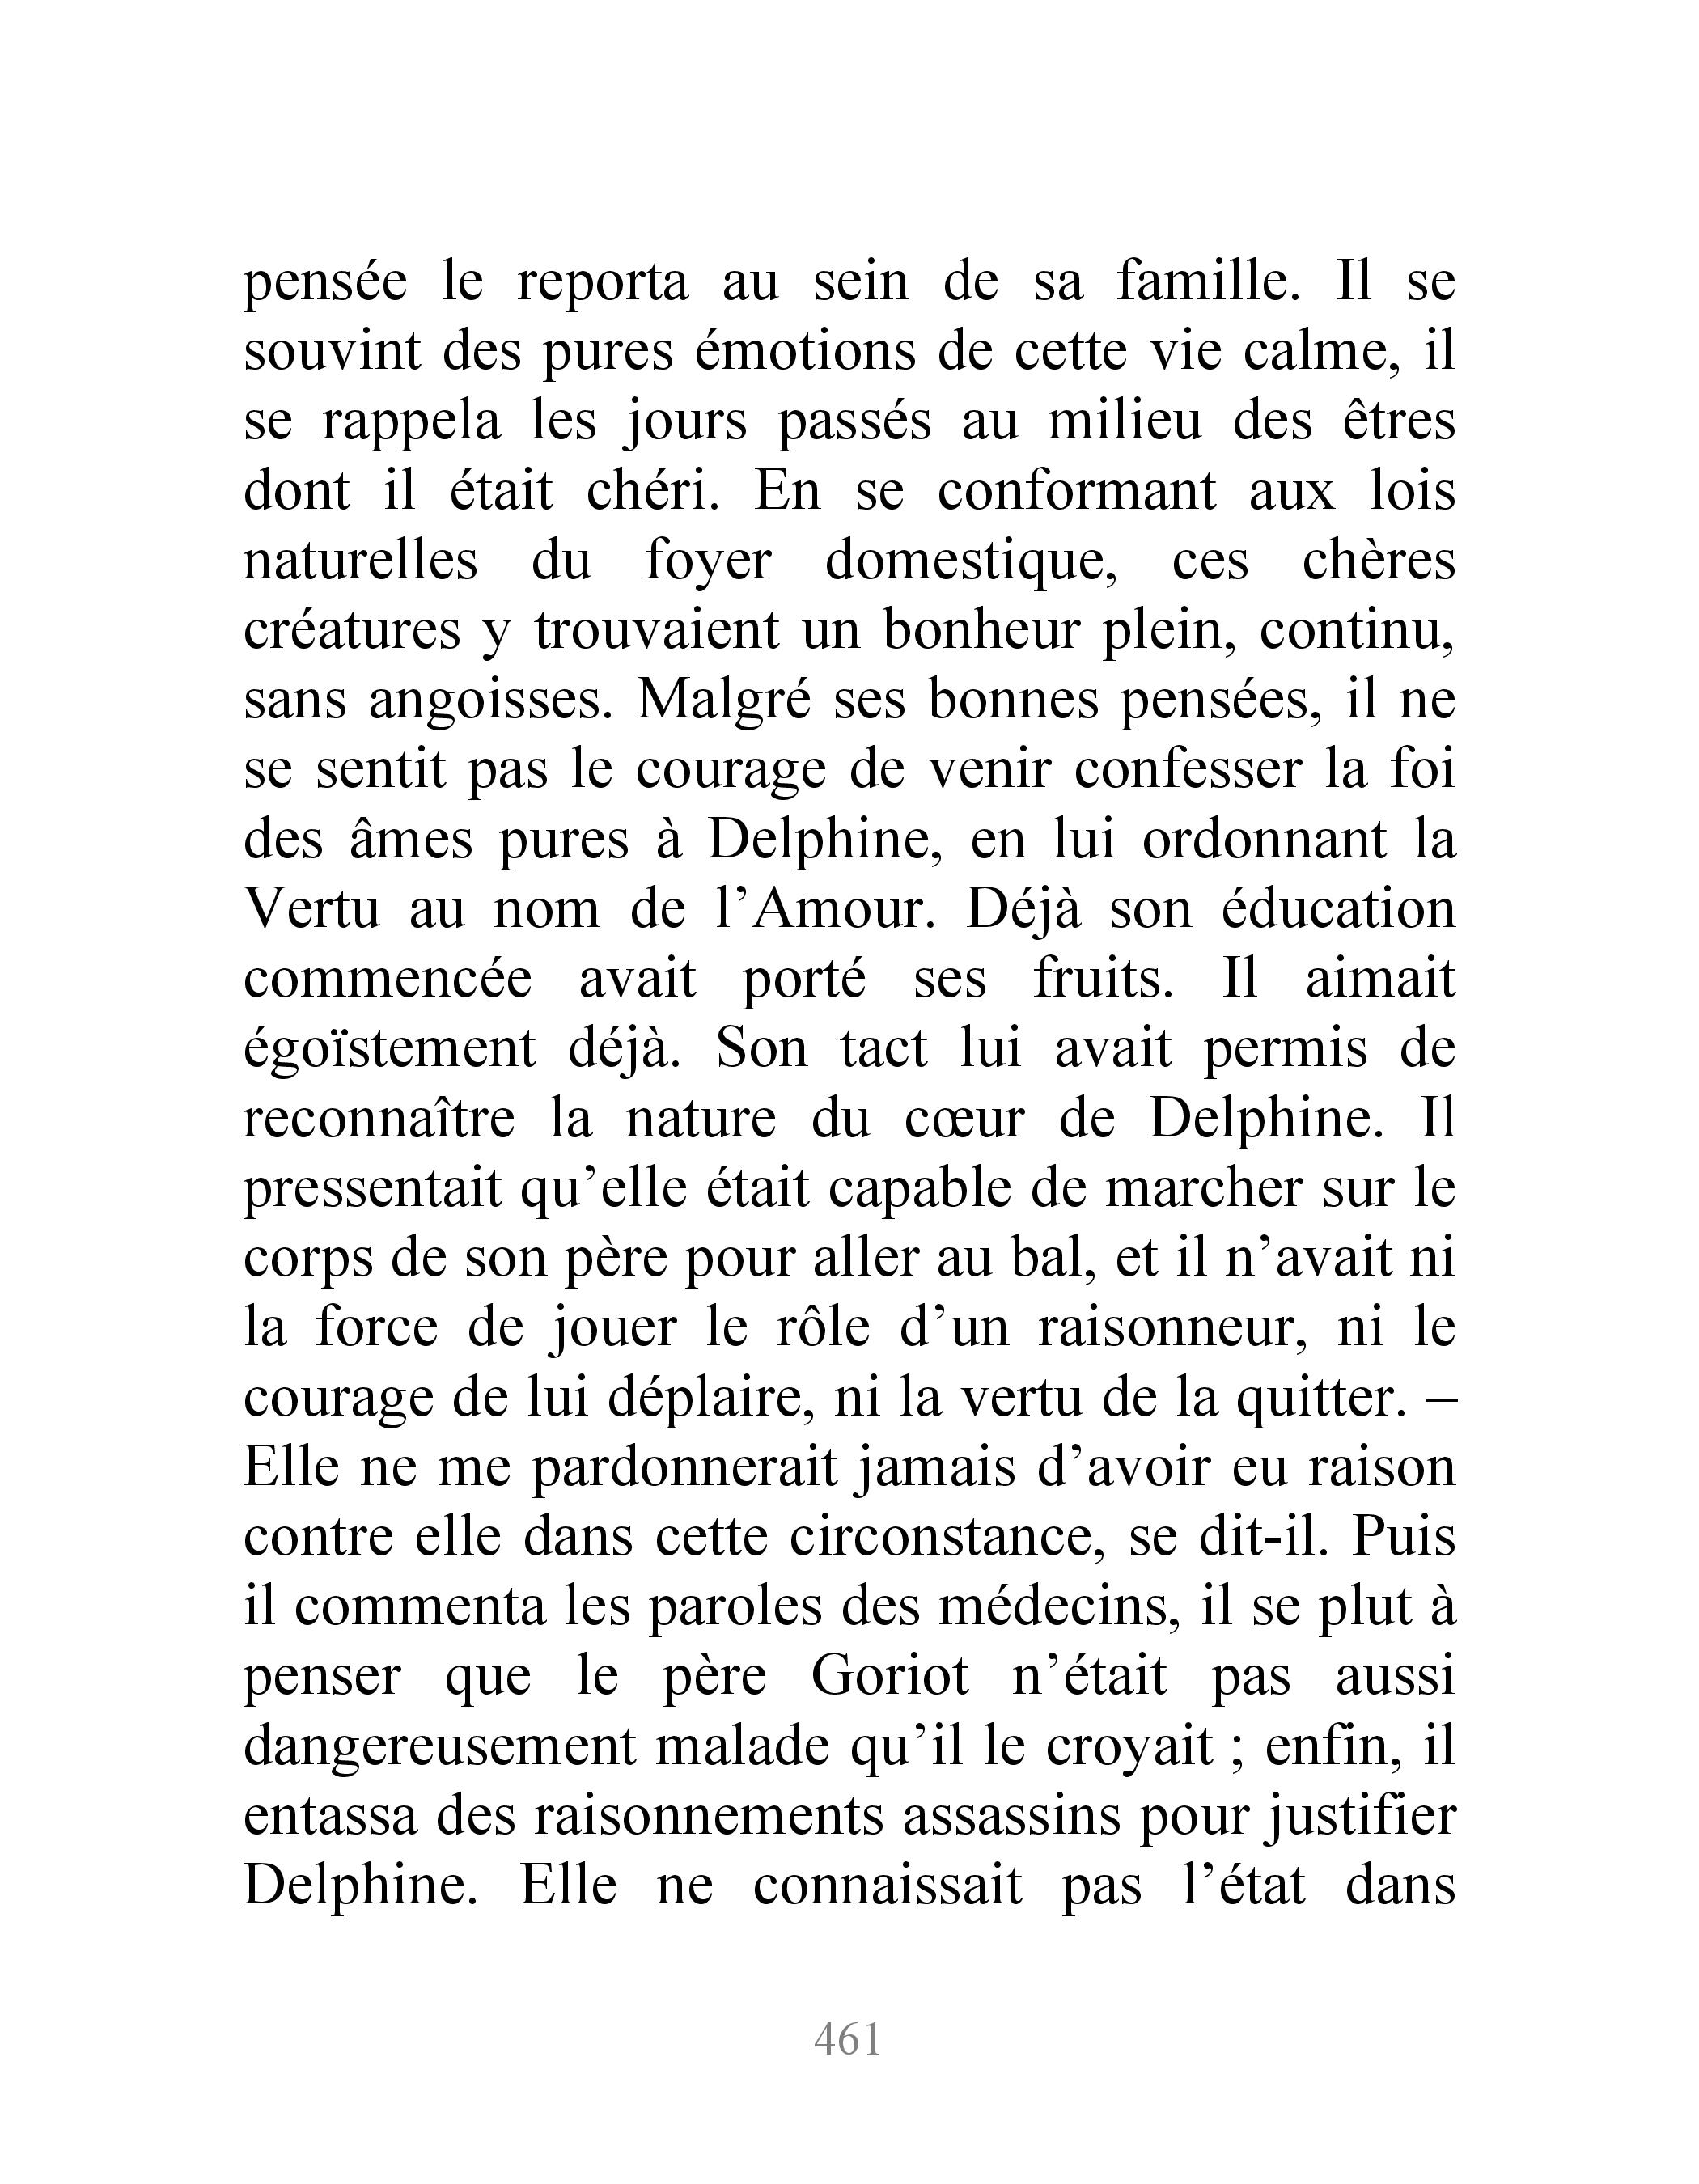 pensée le reporta au sein de sa famille. Il se
souvint des pures émotions de cette vie calme, il
se rappela les jours passés au milieu des êtres
dont il était chéri. En se conformant aux lois
naturelles du foyer domestique, ces chères
créatures y trouvaient un bonheur plein, continu,
sans angoisses. Malgré ses bonnes pensées, il ne
se sentit pas le courage de venir confesser la foi
des âmes pures à Delphine, en lui ordonnant la
Vertu au nom de l’Amour. Déjà son éducation
commencée avait porté ses fruits. Il aimait
égoïstement déjà. Son tact lui avait permis de
reconnaître la nature du cœur de Delphine. Il
pressentait qu’elle était capable de marcher sur le
corps de son père pour aller au bal, et il n’avait ni
la force de jouer le rôle d’un raisonneur, ni le
courage de lui déplaire, ni la vertu de la quitter. –
Elle ne me pardonnerait jamais d’avoir eu raison
contre elle dans cette circonstance, se dit-il. Puis
il commenta les paroles des médecins, il se plut à
penser que le père Goriot n’était pas aussi
dangereusement malade qu’il le croyait ; enfin, il
entassa des raisonnements assassins pour justifier
Delphine. Elle ne connaissait pas l’état dans
461